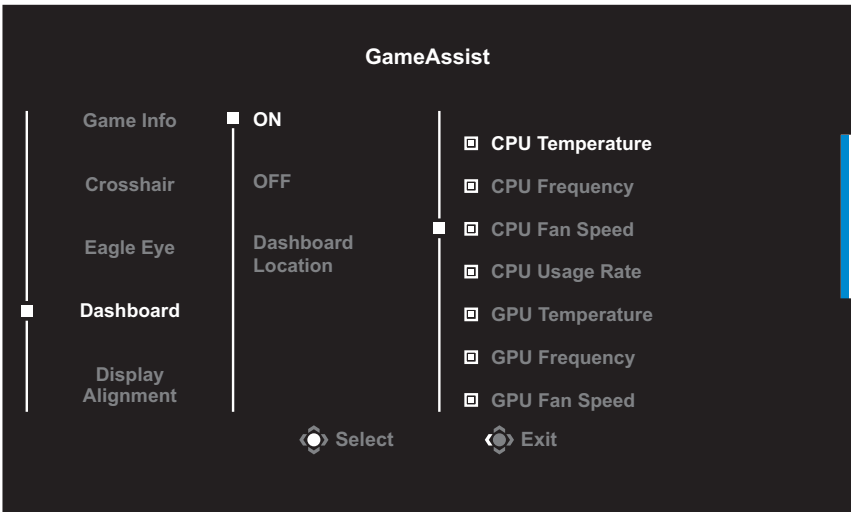 GameAssist
Game Info
Crosshair
Eagle Eye
Dashboard
Display
Alignment
ON
OFF
Dashboard
Location
CPU Temperature
CPU Frequency
CPU Fan Speed
CPU Usage Rate
GPU Temperature
GPU Frequency
GPU Fan Speed
Select
Exit